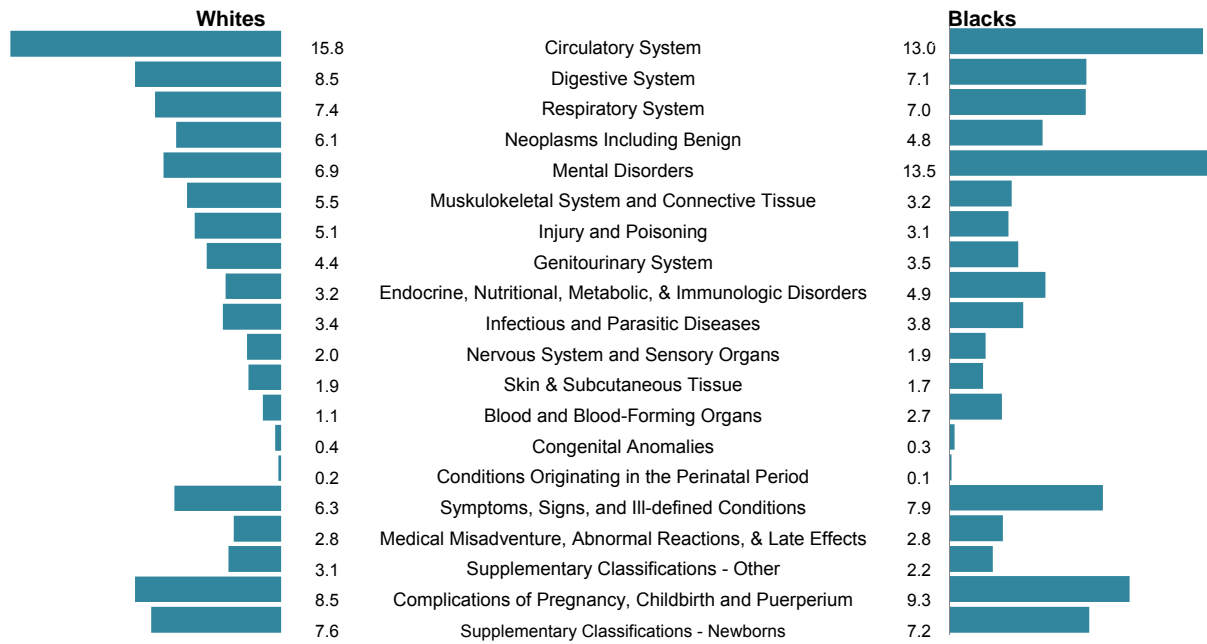 Whites Blacks
15.8 Circulatory System 13.0
8.5 Digestive System 7.1
7.4 Respiratory System 7.0
6.1 Neoplasms Including Benign 4.8
6.9 Mental Disorders 13.5
5.5 Muskulokeletal System and Connective Tissue 3.2
5.1 Injury and Poisoning 3.1
4.4 Genitourinary System 3.5
3.2 Endocrine, Nutritional, Metabolic, & Immunologic Disorders 4.9
3.4 Infectious and Parasitic Diseases 3.8
2.0 Nervous System and Sensory Organs 1.9
1.9 Skin & Subcutaneous Tissue 1.7
1.1 Blood and Blood-Forming Organs 2.7
0.4 Congenital Anomalies 0.3
0.2 Conditions Originating in the Perinatal Period 0.1
6.3 Symptoms, Signs, and Ill-defined Conditions 7.9
2.8 Medical Misadventure, Abnormal Reactions, & Late Effects 2.8
3.1 Supplementary Classifications - Other 2.2
8.5 Complications of Pregnancy, Childbirth and Puerperium 9.3
7.6 Supplementary Classifications - Newborns 7.2